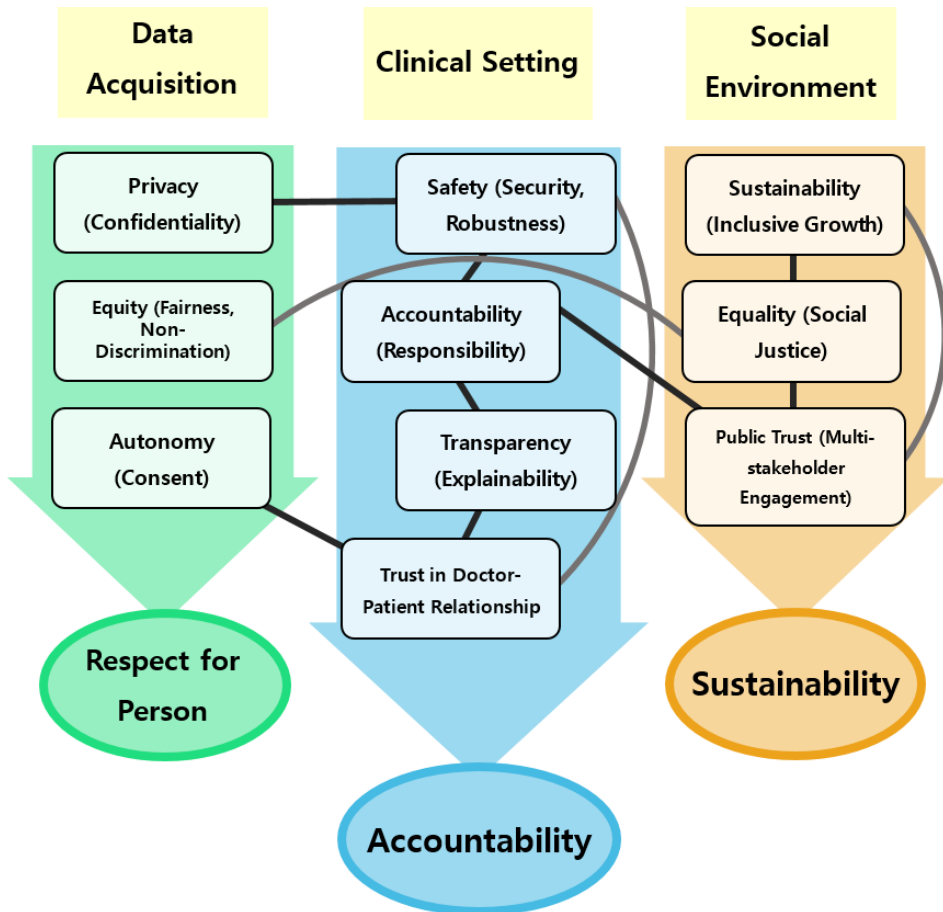 Data
Acquisition
Clinical Setting
Social
Environment
Privacy
(Confidentiality)
Equity (Fairness,
Non-
Discrimination)
Autonomy
(Consent)
Respect for
Person
Safety (Security,
Robustness)
Accountability
(Responsibility)
Transparency
(Explainability)
Trust in Doctor-
Patient Relationship
Accountability
Sustainability
(Inclusive Growth)
Equality (Social
Justice)
Public Trust (Multi-
stakeholder
Engagement)
Sustainability